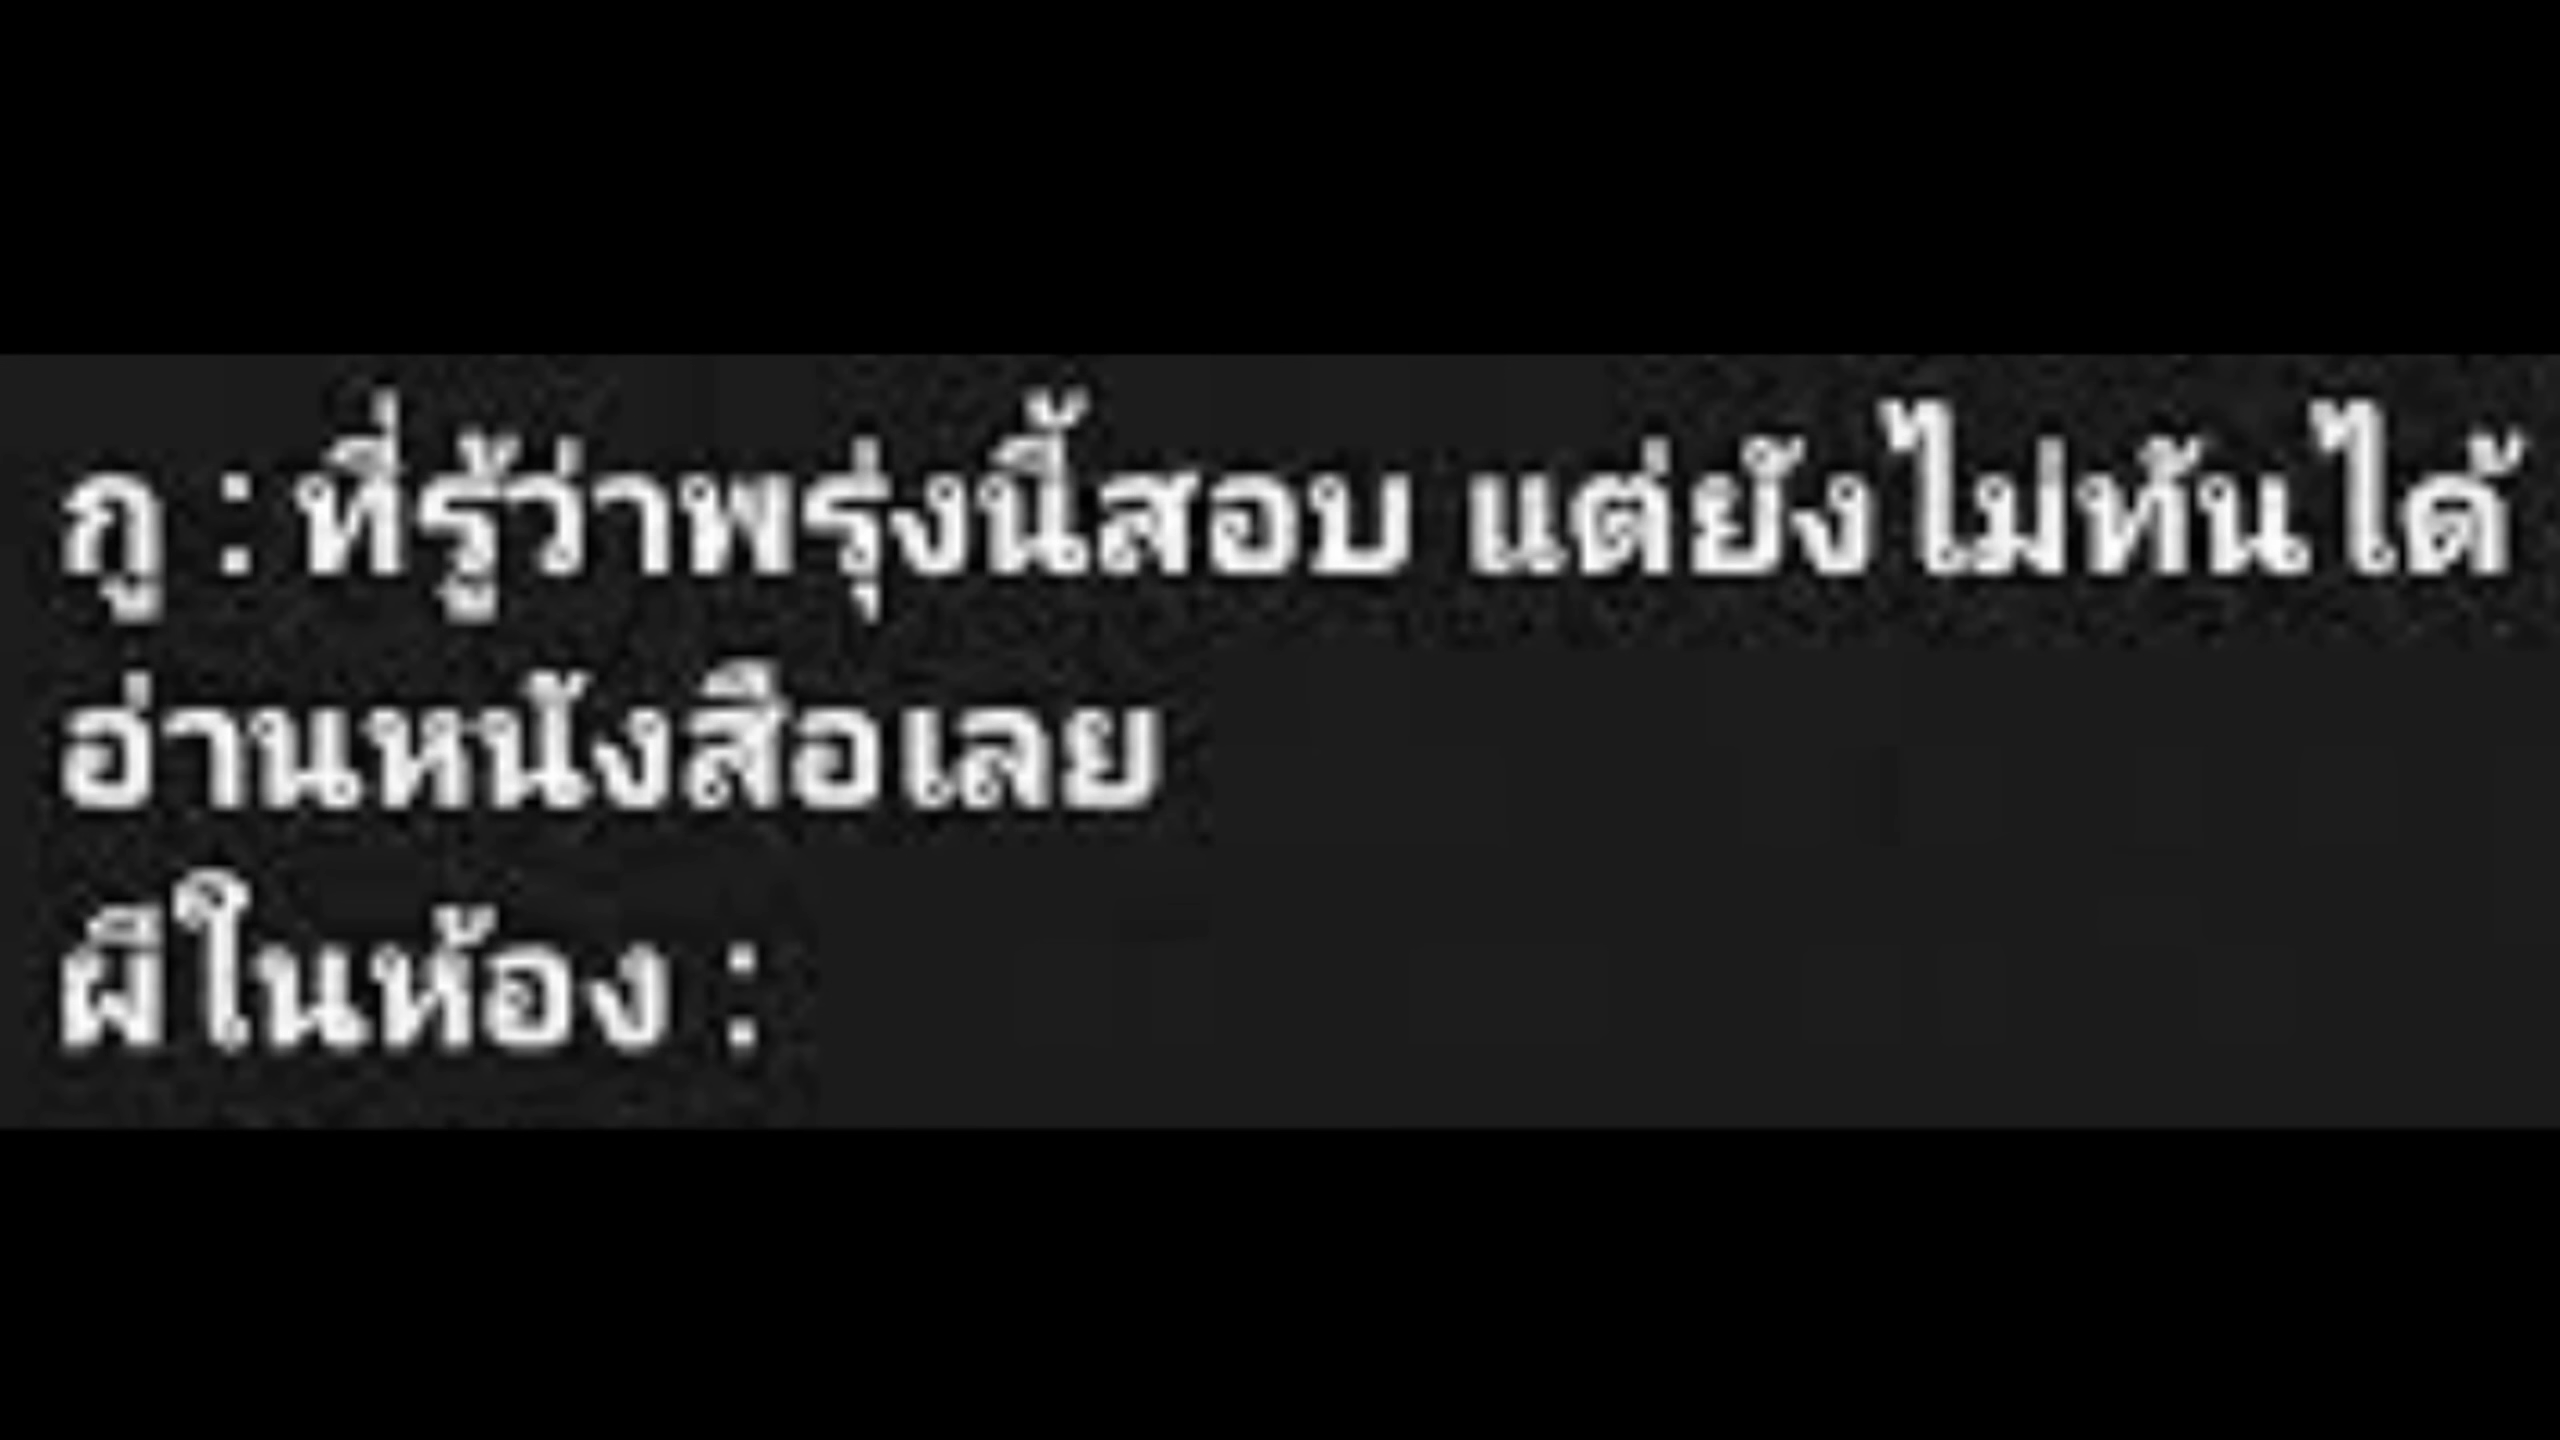 กู : ที่รู้ว่าพรุ่งนี้สอบ แต่ยังไม่ทันได้
อ่านหนังสือเลย
ผีในห้อง :